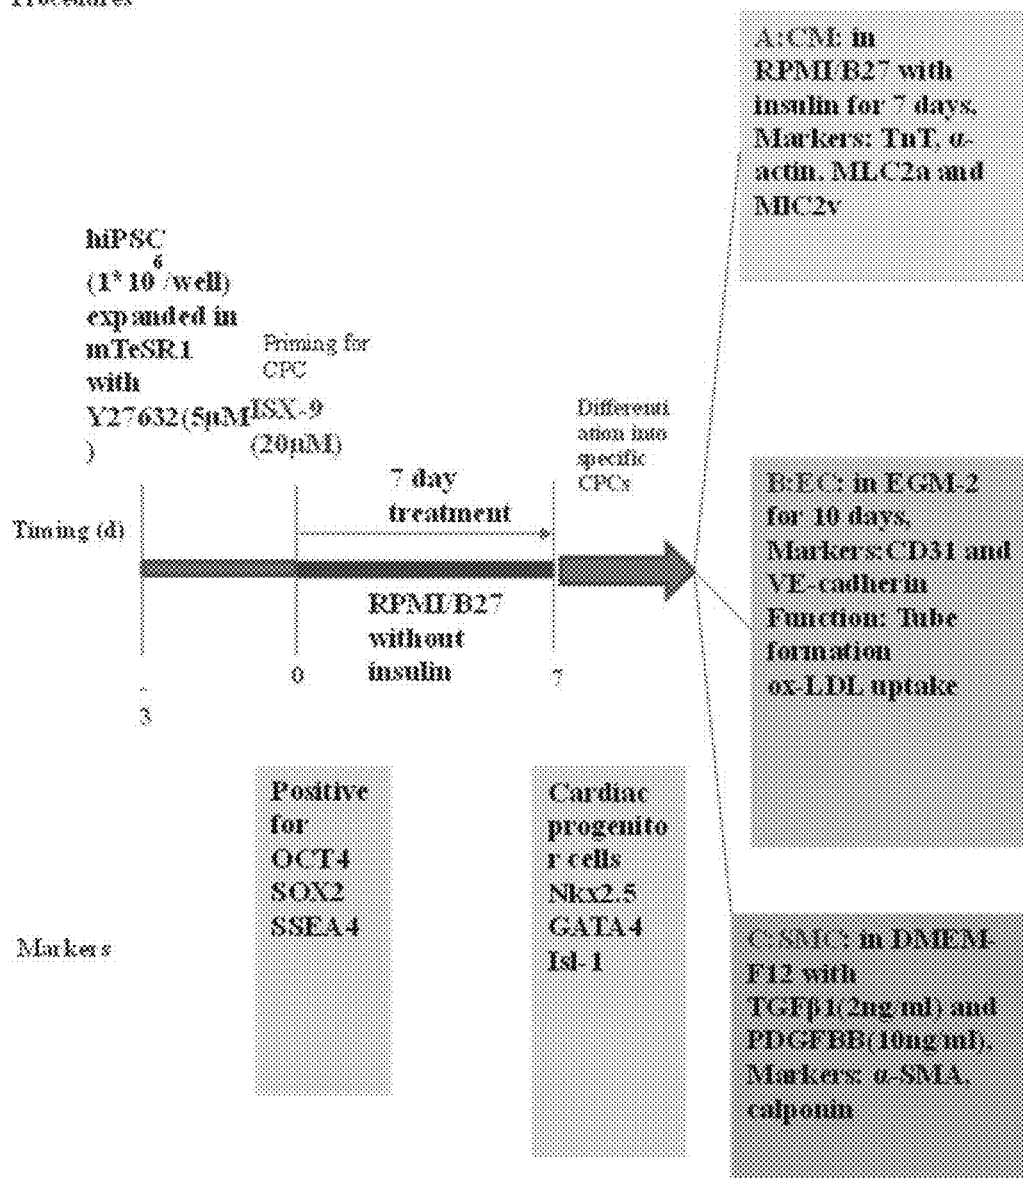 Procedures
hiPSC
(1*10⁶/well)
expanded in
mTeSR1
with
Y27632(5μM
)
Priming for
CPC
ISX-9
(20μM)
7 day
treatment
Differenti
ation into
specific
CPCs
Timing (d)
RPMI/B27
without
insulin
-
3
0
7
Markers
Positive
for
OCT4
SOX2
SSEA4
Cardiac
progenito
r cells
Nkx2.5
GATA4
Isl-1
A:CM: in
RPMI/B27 with
insulin for 7 days,
Markers: TnT, α-
actin, MLC2a and
MIC2v
B:EC: in EGM-2
for 10 days,
Markers:CD31 and
VE-cadherin
Function: Tube
formation
ox-LDL uptake
C:SMC: in DMEM-
F12 with
TGFβ1(2ng/ml) and
PDGFBB(10ng/ml),
Markers: α-SMA,
calponin